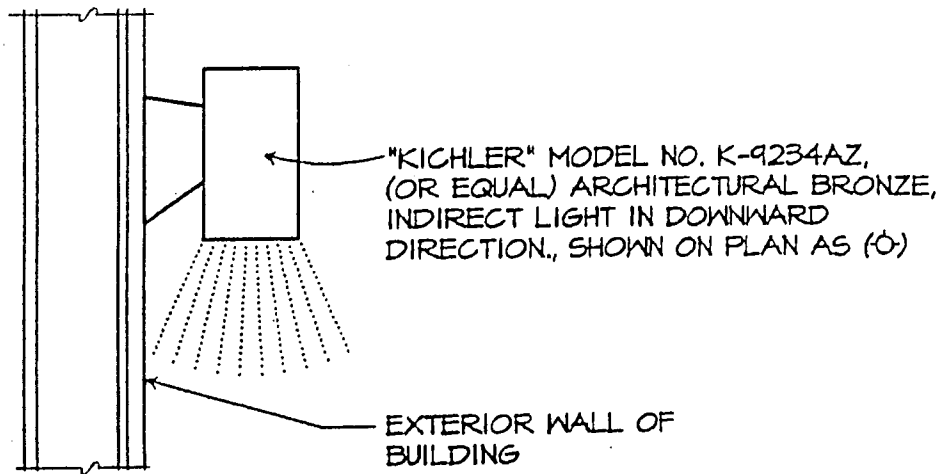 "KICHLER" MODEL NO. K-9234AZ,
(OR EQUAL) ARCHITECTURAL BRONZE,
INDIRECT LIGHT IN DOWNWARD
DIRECTION., SHOWN ON PLAN AS (-O-)
EXTERIOR WALL OF
BUILDING